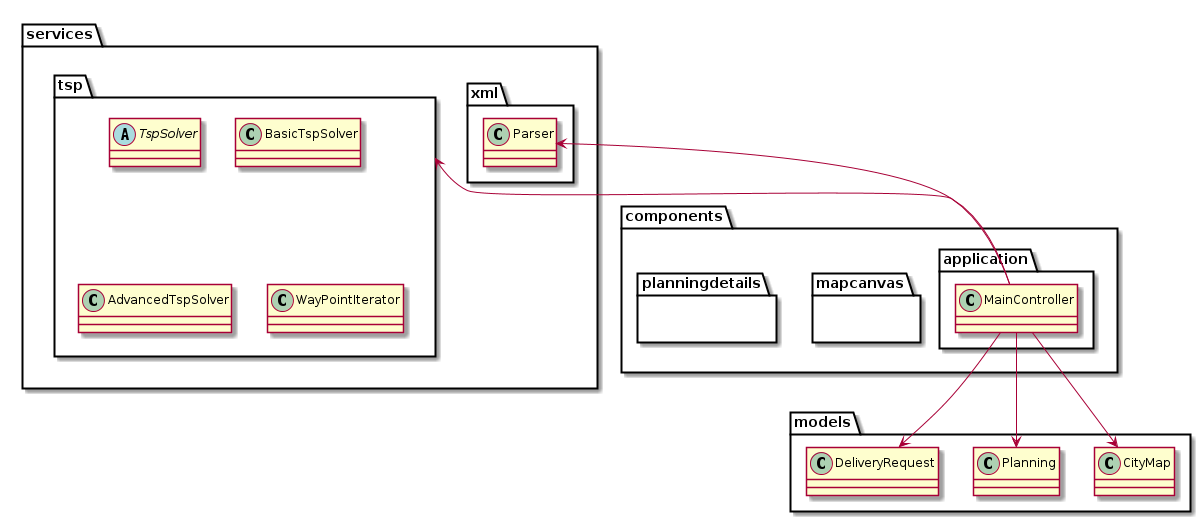 services
tsp
A TspSolver
C BasicTspSolver
C AdvancedTspSolver
C WayPointIterator
xml
C Parser
components
planningdetails
mapcanvas
application
C MainController
models
C DeliveryRequest
C Planning
C CityMap